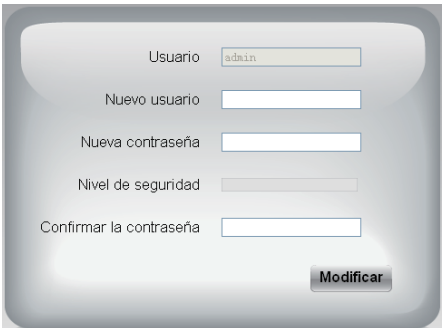 Usuario admin
Nuevo usuario
Nueva contraseña
Nivel de seguridad
Confirmar la contraseña
Modificar